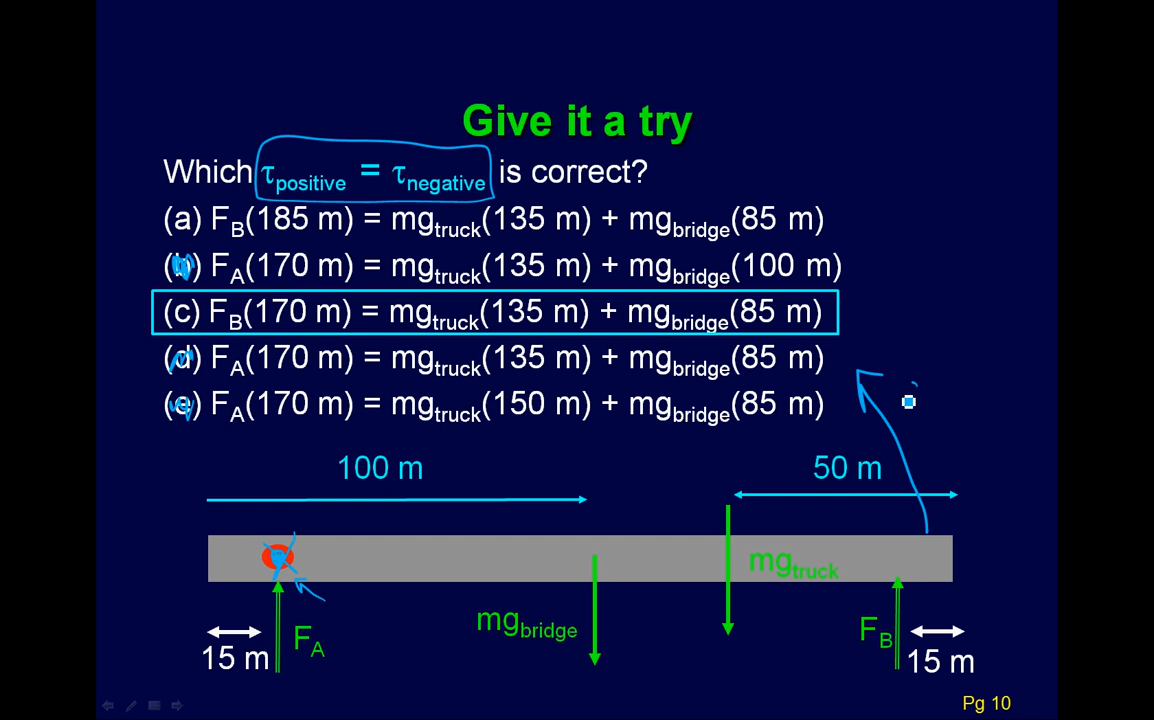 Give it a try
Which τpositive = τnegative is correct?
(a) FB(185 m) = mgtruck(135 m) + mgbridge(85 m)
(b) FA(170 m) = mgtruck(135 m) + mgbridge(100 m)
(c) FB(170 m) = mgtruck(135 m) + mgbridge(85 m)
(d) FA(170 m) = mgtruck(135 m) + mgbridge(85 m)
(e) FA(170 m) = mgtruck(150 m) + mgbridge(85 m)
100 m
50 m
mgtruck
mgbridge
FA
FB
15 m
15 m
Pg 10